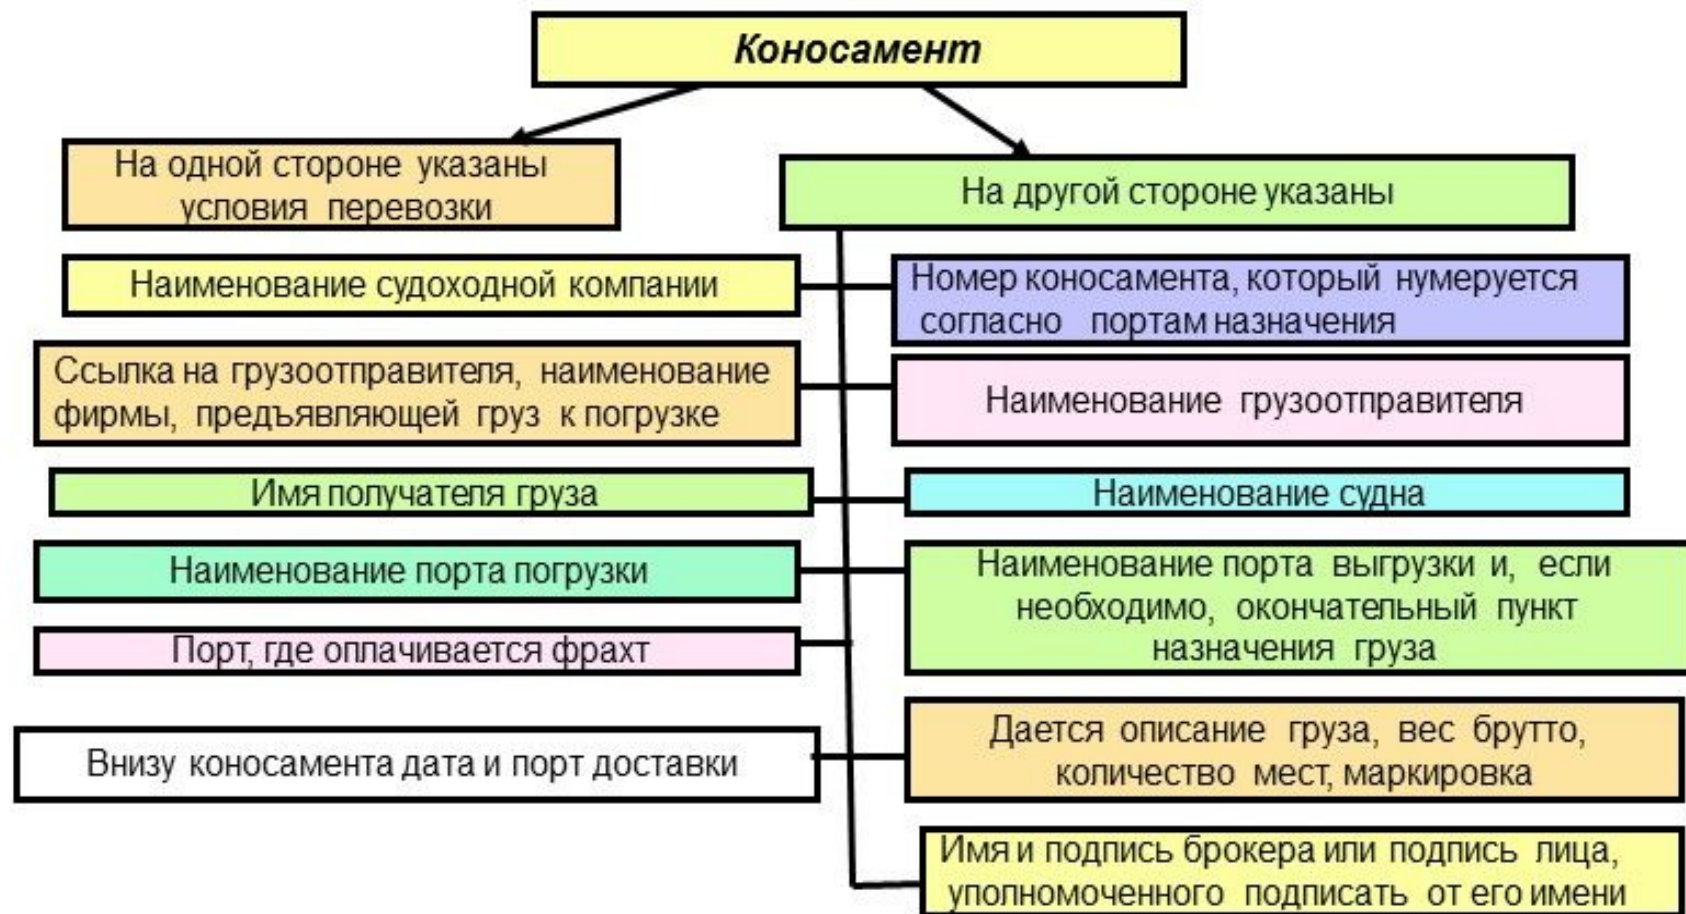 Коносамент
На одной стороне указаны
условия перевозки
На другой стороне указаны
Наименование судоходной компании
Номер коносамента, который нумеруется
согласно портам назначения
Ссылка на грузоотправителя, наименование
фирмы, предъявляющей груз к погрузке
Наименование грузоотправителя
Имя получателя груза
Наименование судна
Наименование порта погрузки
Наименование порта выгрузки и, если
необходимо, окончательный пункт
назначения груза
Порт, где оплачивается фрахт
Внизу коносамента дата и порт доставки
Дается описание груза, вес брутто,
количество мест, маркировка
Имя и подпись брокера или подпись лица,
уполномоченного подписать от его имени